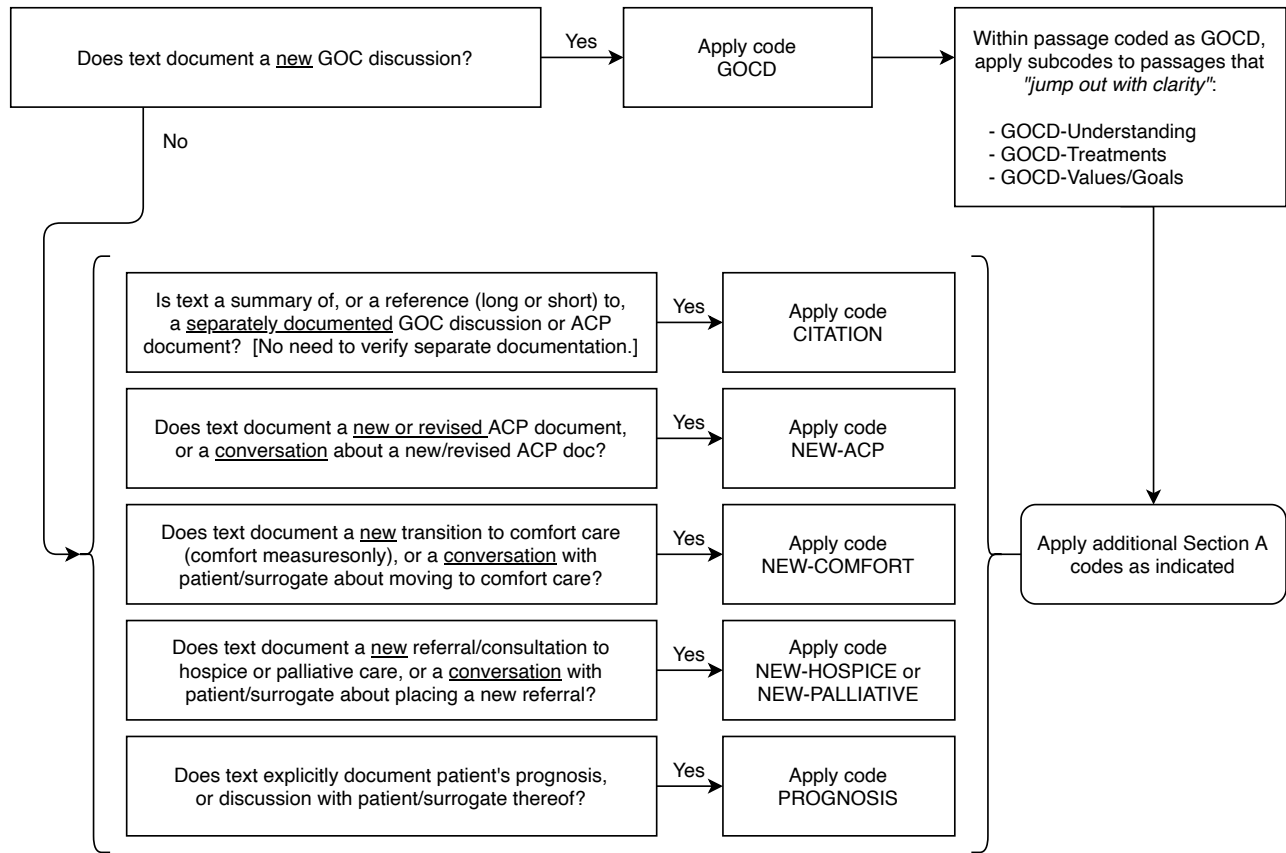 Does text document a new GOC discussion?
Yes
Apply code
GOCD
Within passage coded as GOCD,
apply subcodes to passages that
"jump out with clarity":
- GOCD-Understanding
- GOCD-Treatments
- GOCD-Values/Goals
No
Is text a summary of, or a reference (long or short) to,
a separately documented GOC discussion or ACP
document? [No need to verify separate documentation.]
Yes
Apply code
CITATION
Does text document a new or revised ACP document,
or a conversation about a new/revised ACP doc?
Yes
Apply code
NEW-ACP
Does text document a new transition to comfort care
(comfort measuresonly), or a conversation with
patient/surrogate about moving to comfort care?
Yes
Apply code
NEW-COMFORT
Apply additional Section A
codes as indicated
Does text document a new referral/consultation to
hospice or palliative care, or a conversation with
patient/surrogate about placing a new referral?
Yes
Apply code
NEW-HOSPICE or
NEW-PALLIATIVE
Does text explicitly document patient's prognosis,
or discussion with patient/surrogate thereof?
Yes
Apply code
PROGNOSIS